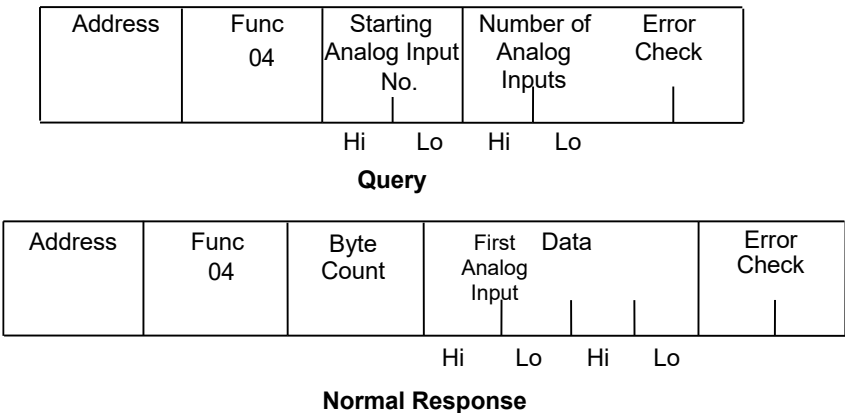 Address
Func
04
Starting
Analog Input
No.
Number of
Analog
Inputs
Error
Check
Hi Lo Hi Lo
Query
Address
Func
04
Byte
Count
First
Analog
Input
Data
Error
Check
Hi Lo Hi Lo
Normal Response